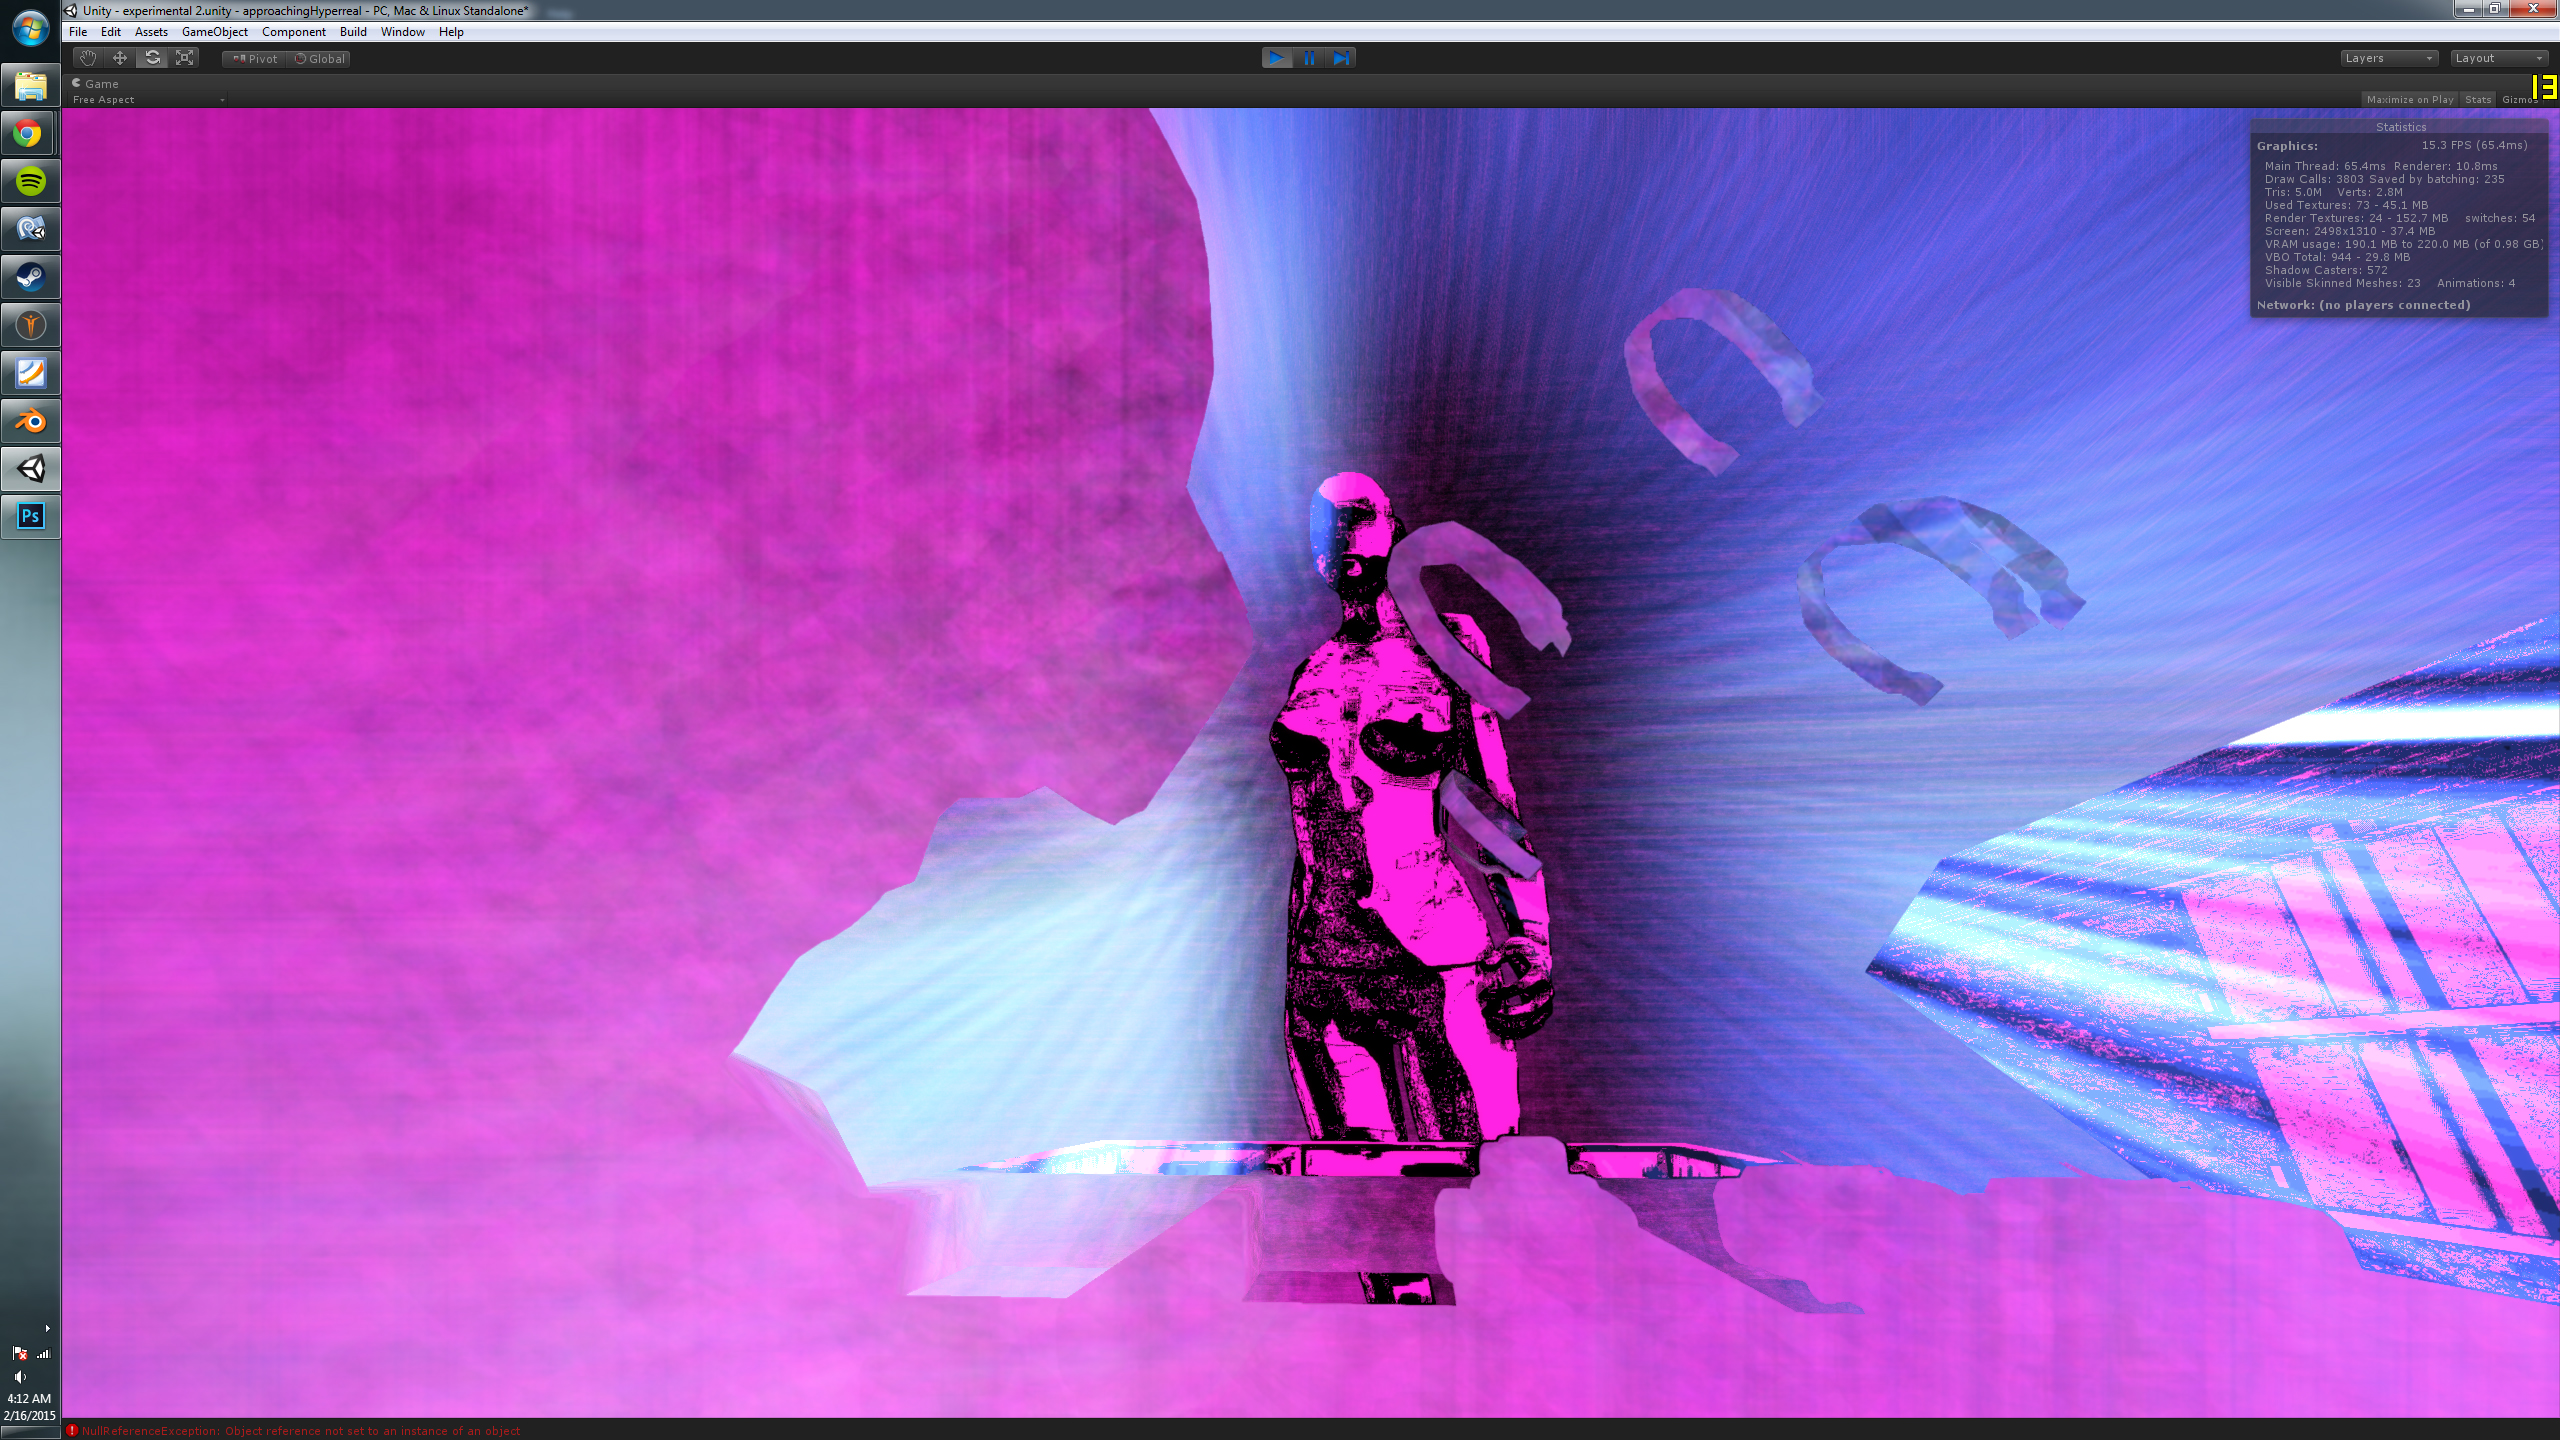 Unity - experimental 2.unity - approachingHyperreal - PC, Mac & Linux Standalone*
File Edit Assets GameObject Component Build Window Help
Pivot Global Layers Layout
Game
Free Aspect Maximize on Play Stats Gizmos
13
Statistics
Graphics: 15.3 FPS (65.4ms)
Main Thread: 65.4ms Renderer: 10.8ms
Draw Calls: 3803 Saved by batching: 235
Tris: 5.0M Verts: 2.8M
Used Textures: 73 - 45.1 MB
Render Textures: 24 - 152.7 MB switches: 54
Screen: 2498x1310 - 37.4 MB
VRAM usage: 190.1 MB to 220.0 MB (of 0.98 GB)
VBO Total: 944 - 29.8 MB
Shadow Casters: 572
Visible Skinned Meshes: 23 Animations: 4
Network: (no players connected)
Ps
4:12 AM
2/16/2015
NullReferenceException: Object reference not set to an instance of an object